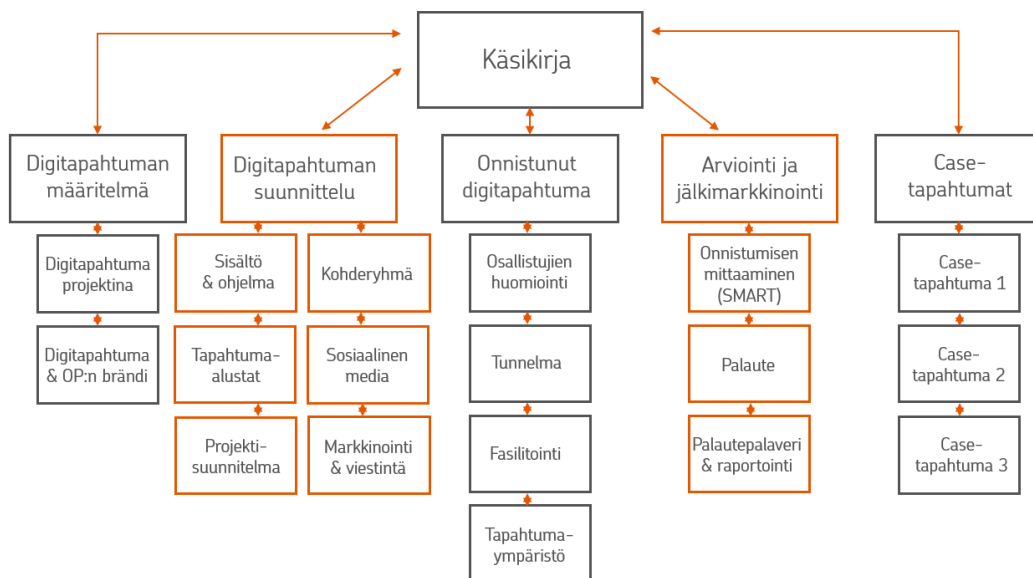 Käsikirja
Digitapahtuman
määritelmä
Digitapahtuma
projektina
Digitapahtuma
& OP:n brändi
Digitapahtuman
suunnittelu
Sisältö
& ohjelma
Tapahtuma-
alustat
Projekti-
suunnitelma
Kohderyhmä
Sosiaalinen
media
Markkinointi
& viestintä
Onnistunut
digitapahtuma
Osallistujien
huomiointi
Tunnelma
Fasilitointi
Tapahtuma-
ympäristö
Arviointi ja
jälkimarkkinointi
Onnistumisen
mittaaminen
(SMART)
Palaute
Palautepalaveri
& raportointi
Case-
tapahtumat
Case-
tapahtuma 1
Case-
tapahtuma 2
Case-
tapahtuma 3